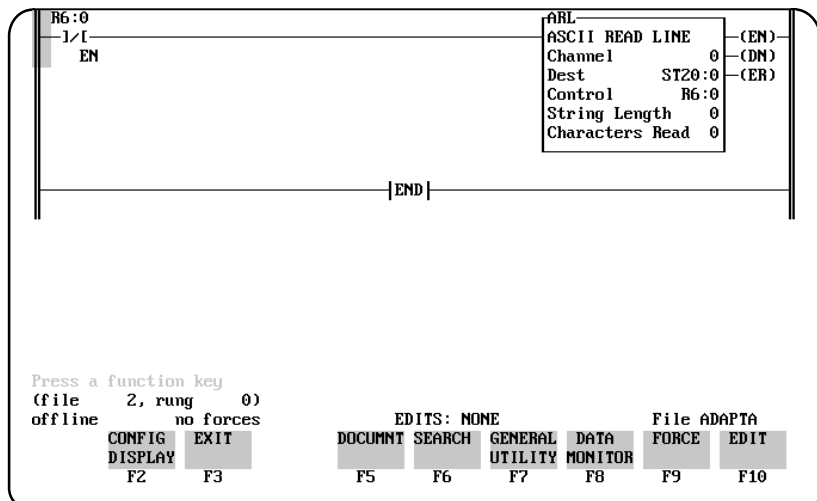 R6:0
]/[
EN
ARL
ASCII READ LINE (EN)
Channel 0 (DN)
Dest ST20:0 (ER)
Control R6:0
String Length 0
Characters Read 0
END
Press a function key
(file 2, rung 0)
offline no forces EDITS: NONE File ADAPTA
CONFIG EXIT DOCUMNT SEARCH GENERAL DATA FORCE EDIT
DISPLAY UTILITY MONITOR
F2 F3 F5 F6 F7 F8 F9 F10